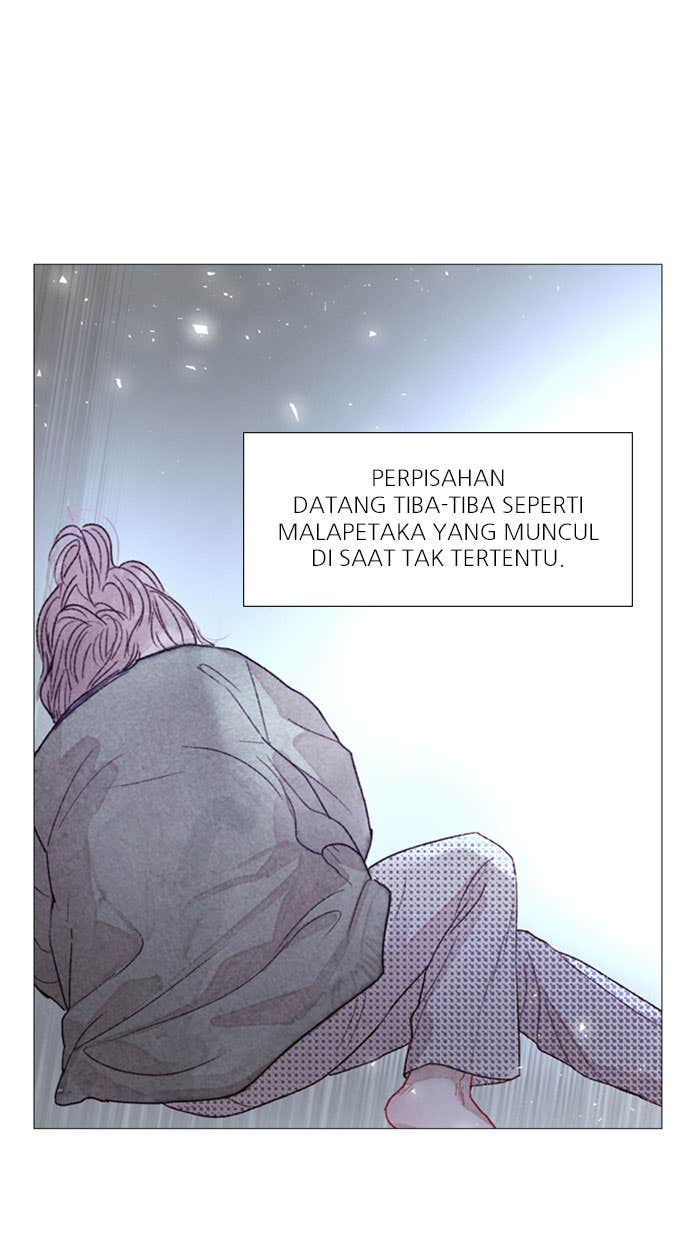 PERPISAHAN
DATANG TIBA-TIBA SEPERTI
MALAPETAKA YANG MUNCUL
DI SAAT TAK TERTENTU.